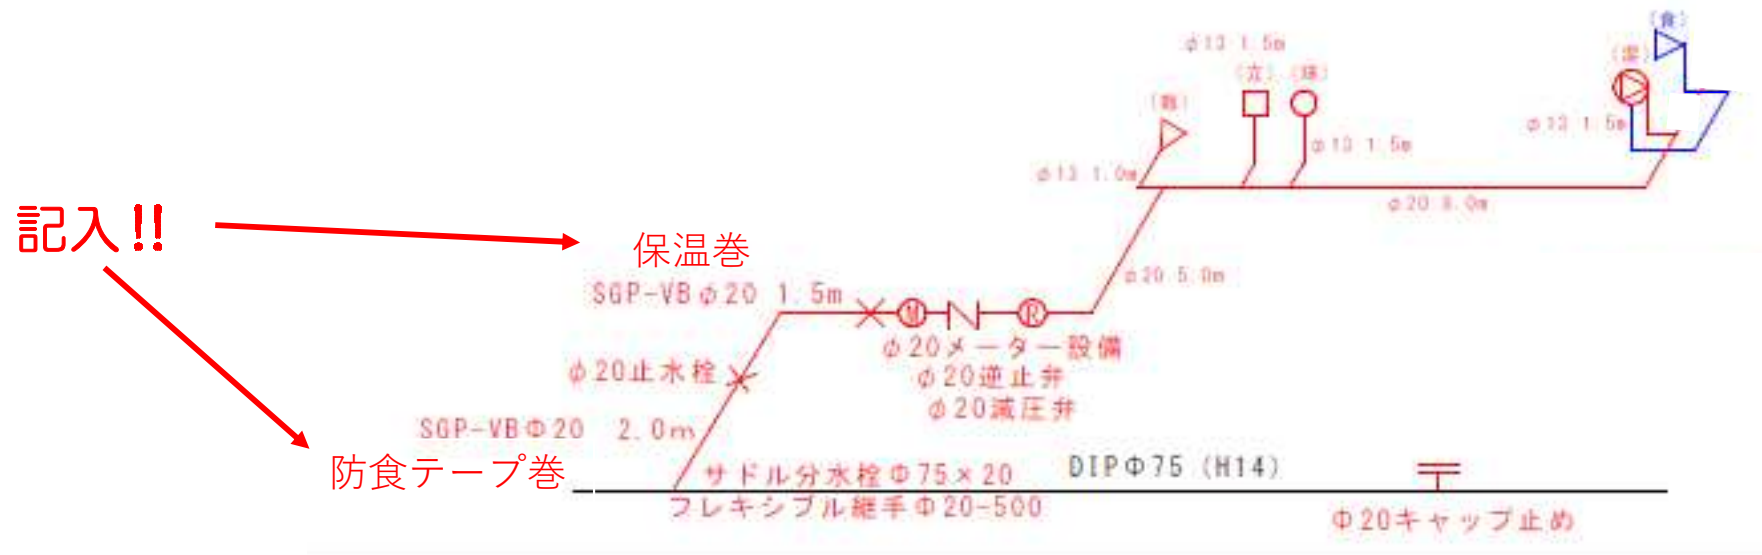 (食)
φ13 1.5m
(湯)
(立) (洋)
(散)
φ13 1.5m
φ13 1.5m
φ13 1.0m
φ20 8.0m
記入!!
保温巻
φ20 5.0m
SGP-VBφ20 1.5m
M
R
φ20メーター設備
φ20止水栓
φ20逆止弁
φ20減圧弁
SGP-VBΦ20 2.0m
防食テープ巻
サドル分水栓Φ75×20
DIPΦ75(H14)
フレキシブル継手Φ20-500
Φ20キャップ止め